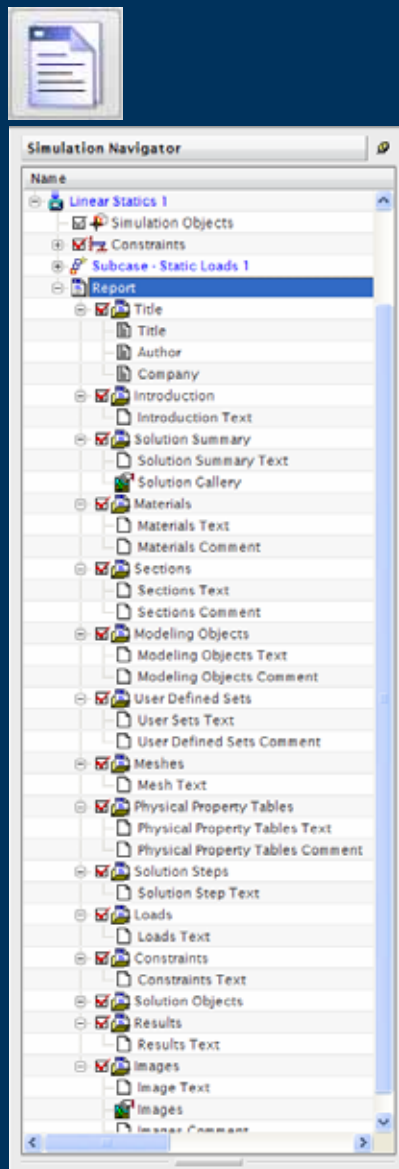 Simulation Navigator
Name
Linear Statics 1
Simulation Objects
Constraints
Subcase - Static Loads 1
Report
Title
Title
Author
Company
Introduction
Introduction Text
Solution Summary
Solution Summary Text
Solution Gallery
Materials
Materials Text
Materials Comment
Sections
Sections Text
Sections Comment
Modeling Objects
Modeling Objects Text
Modeling Objects Comment
User Defined Sets
User Sets Text
User Defined Sets Comment
Meshes
Mesh Text
Physical Property Tables
Physical Property Tables Text
Physical Property Tables Comment
Solution Steps
Solution Step Text
Loads
Loads Text
Constraints
Constraints Text
Solution Objects
Results
Results Text
Images
Image Text
Images
Images Comment